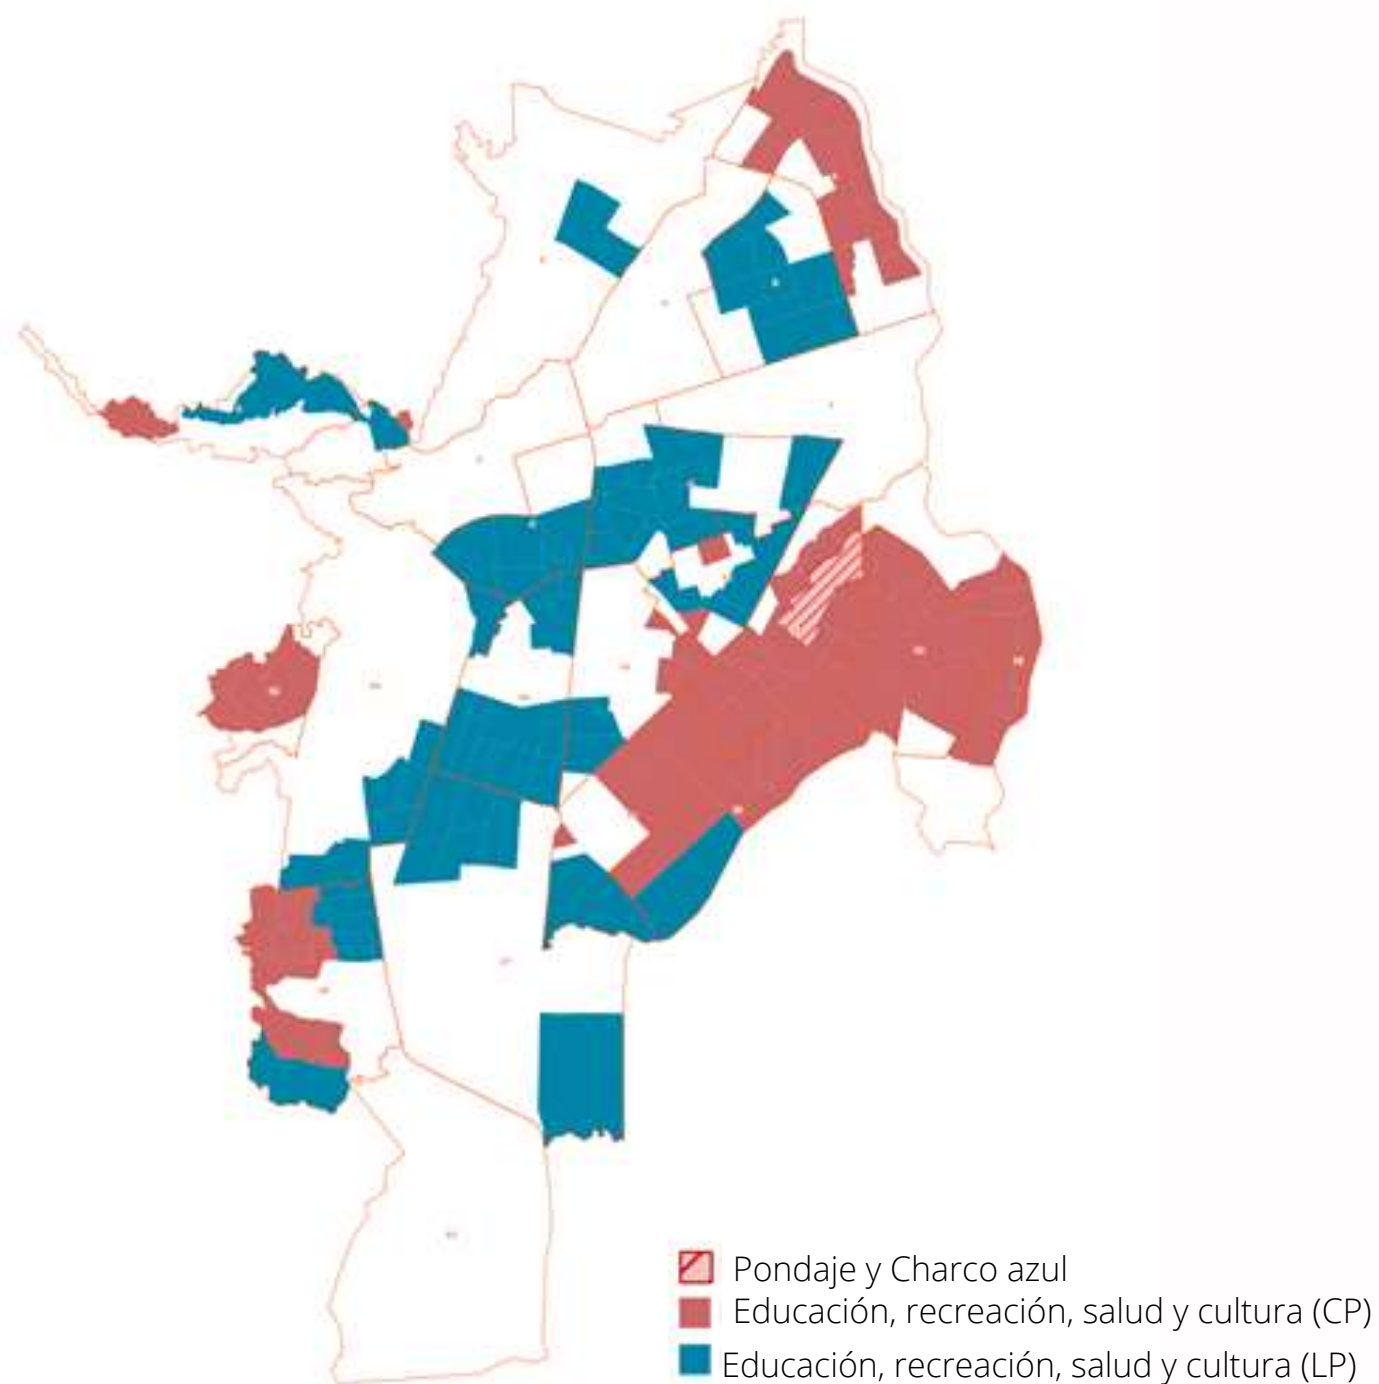 Pondaje y Charco azul
Educación, recreación, salud y cultura (CP)
Educación, recreación, salud y cultura (LP)